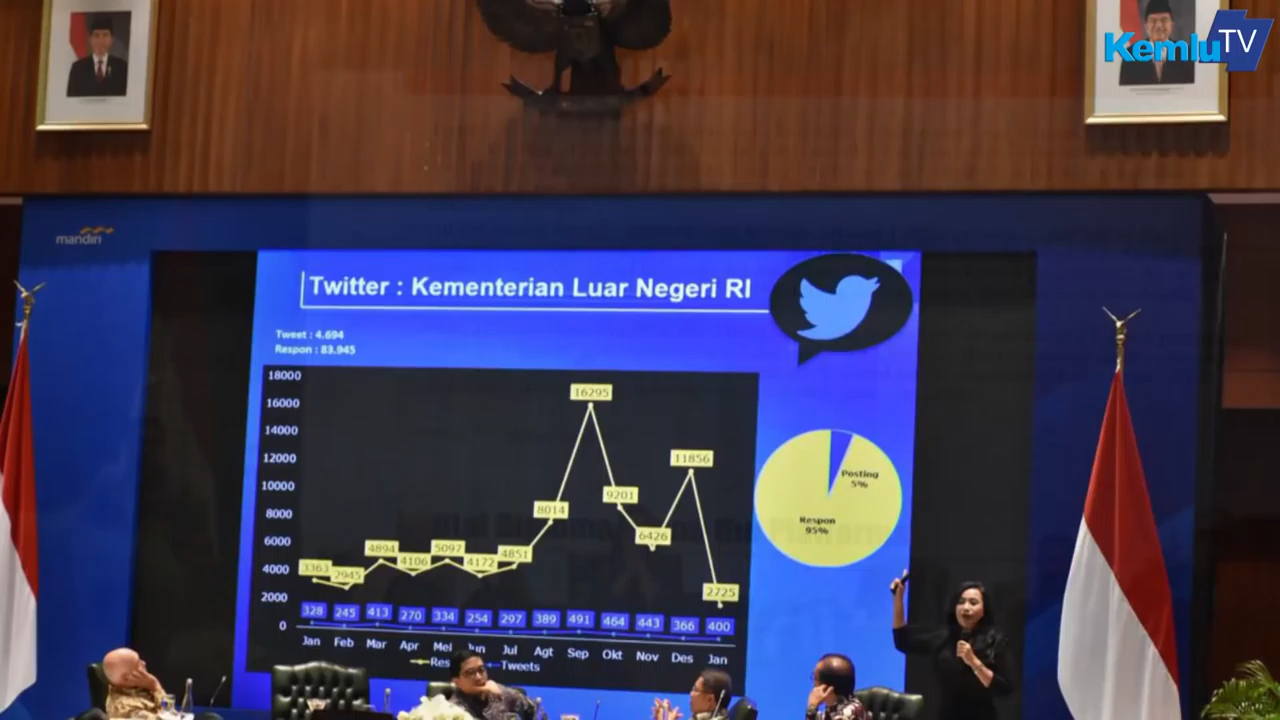 KemluTV
mandiri
Twitter : Kementerian Luar Negeri RI
Tweet : 4.694
Respon : 83.945
18000
16000
14000
12000
10000
8000
6000
4000
2000
0
3363
2945
4894
4106
5097
4172
4851
8014
16295
9201
6426
11856
2725
328
245
413
270
334
254
297
389
491
464
443
366
400
Jan
Feb
Mar
Apr
Mei
Jun
Jul
Agt
Sep
Okt
Nov
Des
Jan
Tweets
Posting
5%
Respon
95%